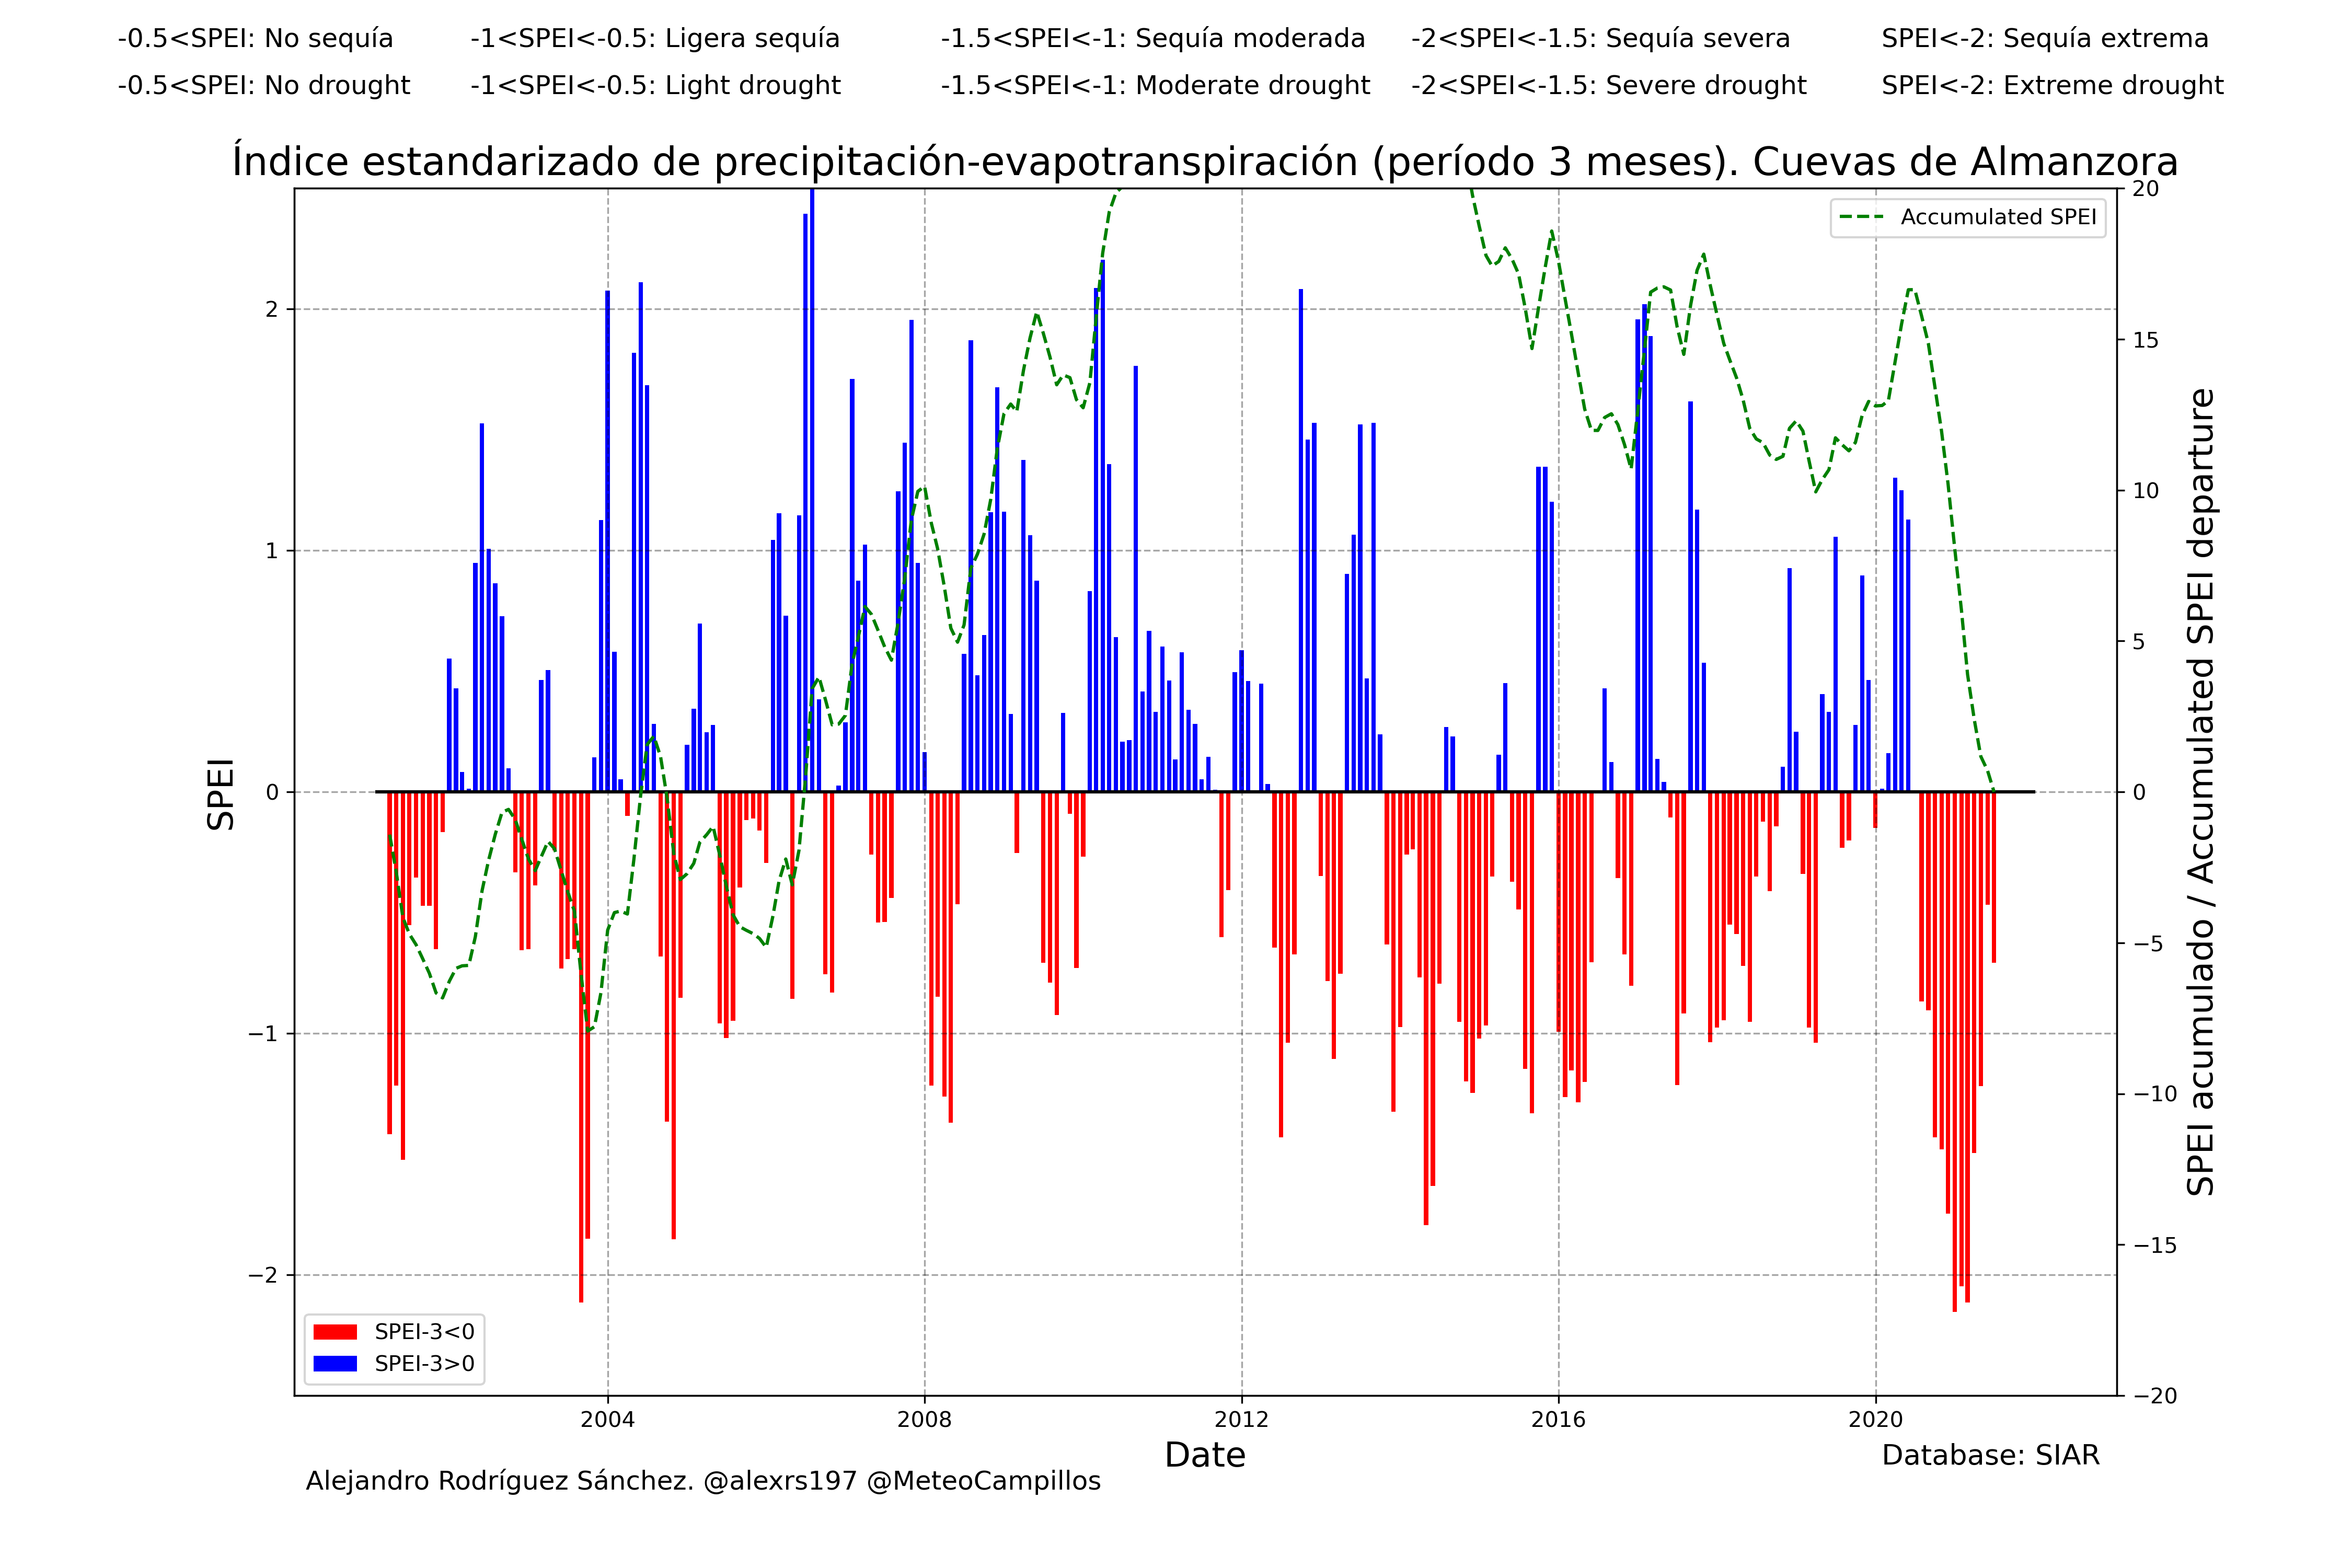 -0.5<SPEI: No sequía -1<SPEI<-0.5: Ligera sequía -1.5<SPEI<-1: Sequía moderada -2<SPEI<-1.5: Sequía severa SPEI<-2: Sequía extrema
-0.5<SPEI: No drought -1<SPEI<-0.5: Light drought -1.5<SPEI<-1: Moderate drought -2<SPEI<-1.5: Severe drought SPEI<-2: Extreme drought
Índice estandarizado de precipitación-evapotranspiración (período 3 meses). Cuevas de Almanzora
Accumulated SPEI
SPEI
2
1
0
−1
−2
20
15
10
5
0
−5
−10
−15
−20
SPEI acumulado / Accumulated SPEI departure
SPEI-3<0
SPEI-3>0
2004 2008 2012 2016 2020
Date
Database: SIAR
Alejandro Rodríguez Sánchez. @alexrs197 @MeteoCampillos